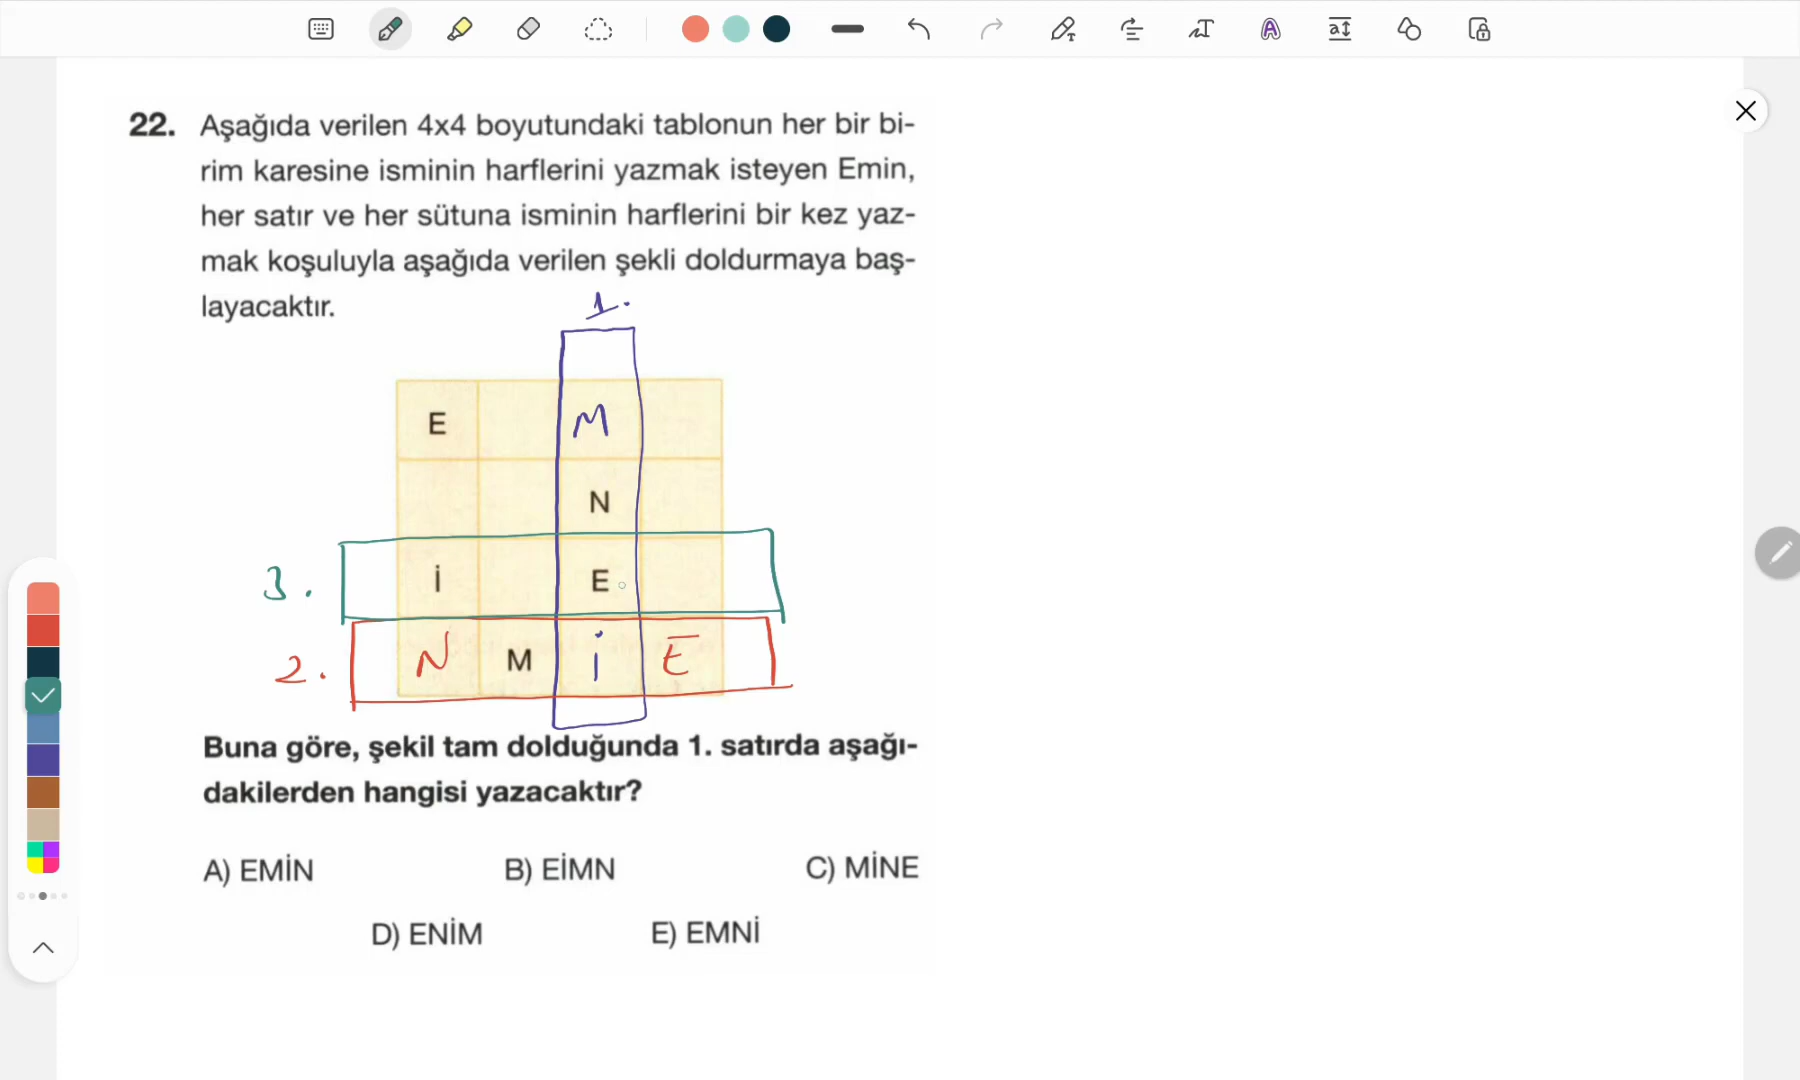 22. Aşağıda verilen 4x4 boyutundaki tablonun her bir bi-
rim karesine isminin harflerini yazmak isteyen Emin,
her satır ve her sütuna isminin harflerini bir kez yaz-
mak koşuluyla aşağıda verilen şekli doldurmaya baş-
layacaktır.
1.
E M
N
3. İ E
2. N M İ E
Buna göre, şekil tam dolduğunda 1. satırda aşağı-
dakilerden hangisi yazacaktır?
A) EMİN B) EİMN C) MİNE
D) ENİM E) EMNİ